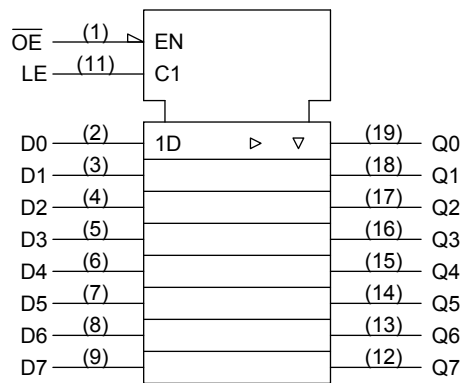 O̅E̅ (1) EN
LE (11) C1
D0 (2) 1D (19) Q0
D1 (3) (18) Q1
D2 (4) (17) Q2
D3 (5) (16) Q3
D4 (6) (15) Q4
D5 (7) (14) Q5
D6 (8) (13) Q6
D7 (9) (12) Q7